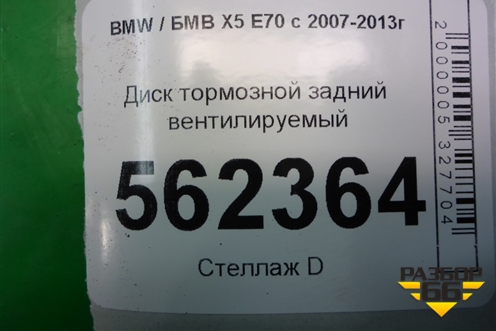 BMW / БМВ X5 E70 с 2007-2013г
Диск тормозной задний
вентилируемый
562364
Стеллаж D
2000005327704
РАЗБОР
66